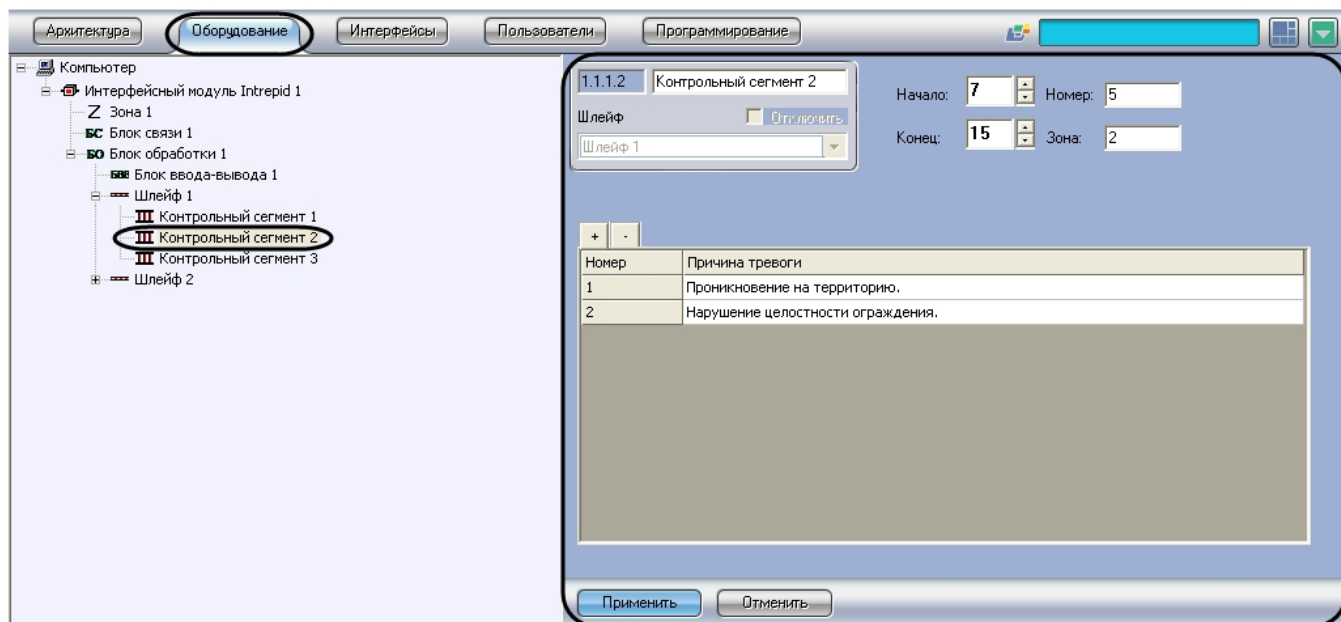 Архитектура Оборудование Интерфейсы Пользователи Программирование
Компьютер
Интерфейсный модуль Intrepid 1
Z Зона 1
БС Блок связи 1
БО Блок обработки 1
БВВ Блок ввода-вывода 1
Шлейф 1
Контрольный сегмент 1
Контрольный сегмент 2
Контрольный сегмент 3
Шлейф 2
1.1.1.2 Контрольный сегмент 2
Шлейф Отключить
Шлейф 1
Начало: 7 Номер: 5
Конец: 15 Зона: 2
+ -
Номер Причина тревоги
1 Проникновение на территорию.
2 Нарушение целостности ограждения.
Применить Отменить